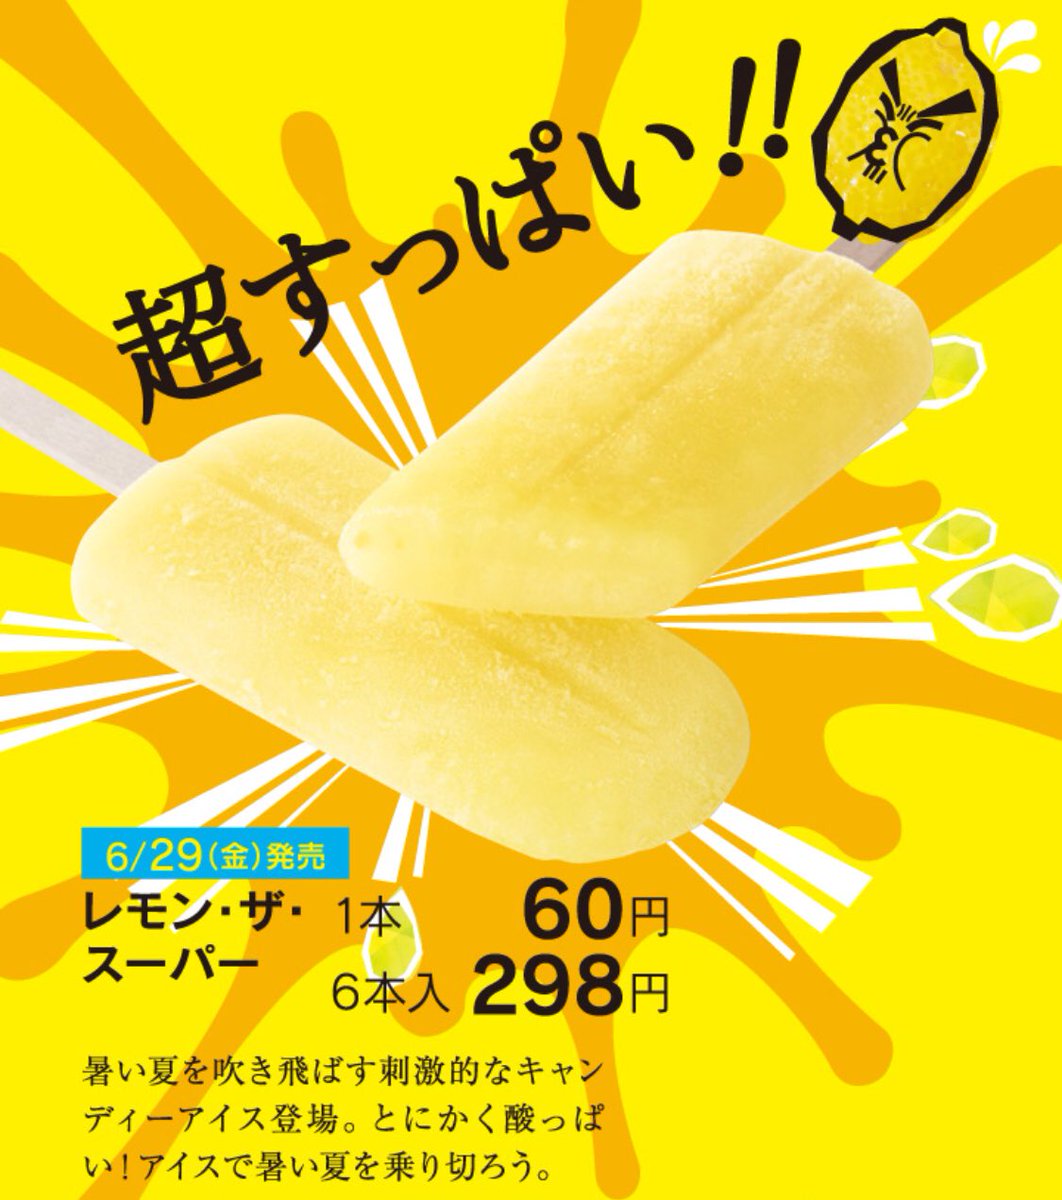 超すっぱい!!
6/29(金)発売
レモン・ザ・
スーパー
1本 60円
6本入 298円
暑い夏を吹き飛ばす刺激的なキャン
ディーアイス登場。とにかく酸っぱ
い!アイスで暑い夏を乗り切ろう。